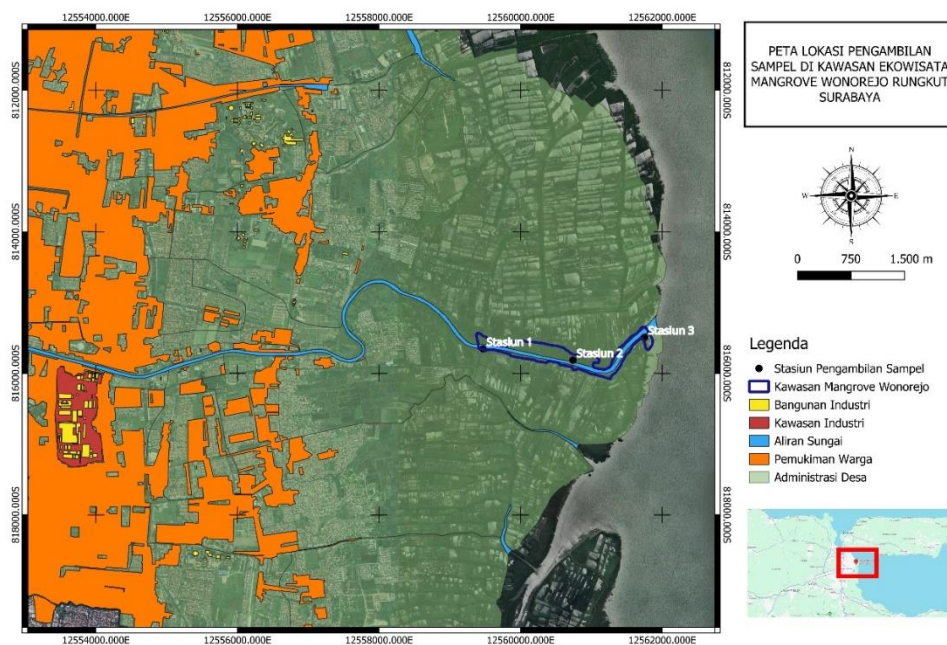 12554000.000E 12556000.000E 12558000.000E 12560000.000E 12562000.000E
812000.000S
814000.000S
816000.000S
818000.000S
Stasiun 1
Stasiun 2
Stasiun 3
812000.000S
814000.000S
816000.000S
818000.000S
12554000.000E 12556000.000E 12558000.000E 12560000.000E 12562000.000E
PETA LOKASI PENGAMBILAN
SAMPEL DI KAWASAN EKOWISATA
MANGROVE WONOREJO RUNGKUT
SURABAYA
N
W E
S
0 750 1.500 m
Legenda
Stasiun Pengambilan Sampel
Kawasan Mangrove Wonorejo
Bangunan Industri
Kawasan Industri
Aliran Sungai
Pemukiman Warga
Administrasi Desa